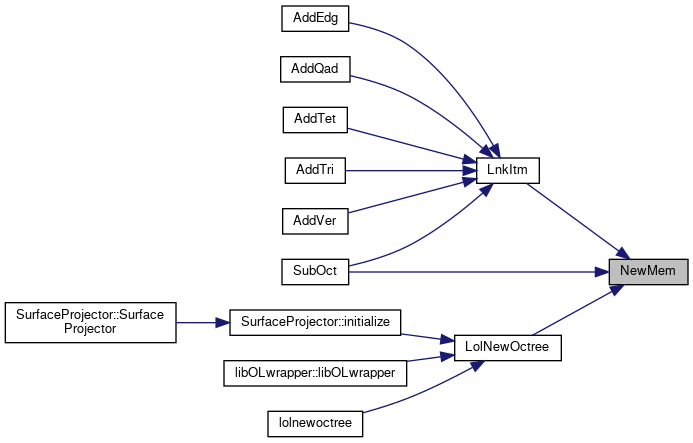 AddEdg
AddQad
AddTet
AddTri
LnkItm
AddVer
SubOct
NewMem
SurfaceProjector::Surface
Projector
SurfaceProjector::initialize
LolNewOctree
libOLwrapper::libOLwrapper
lolnewoctree